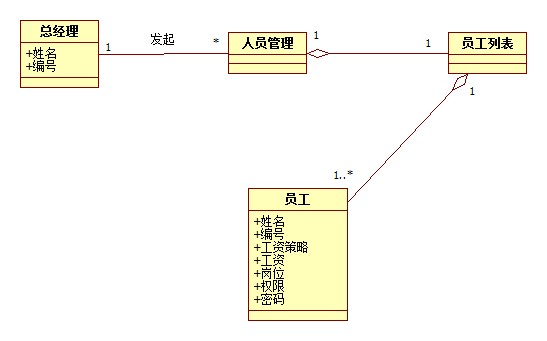 总经理
+姓名
+编号
1
发起
*
人员管理
1
1
员工列表
1
1..*
员工
+姓名
+编号
+工资策略
+工资
+岗位
+权限
+密码